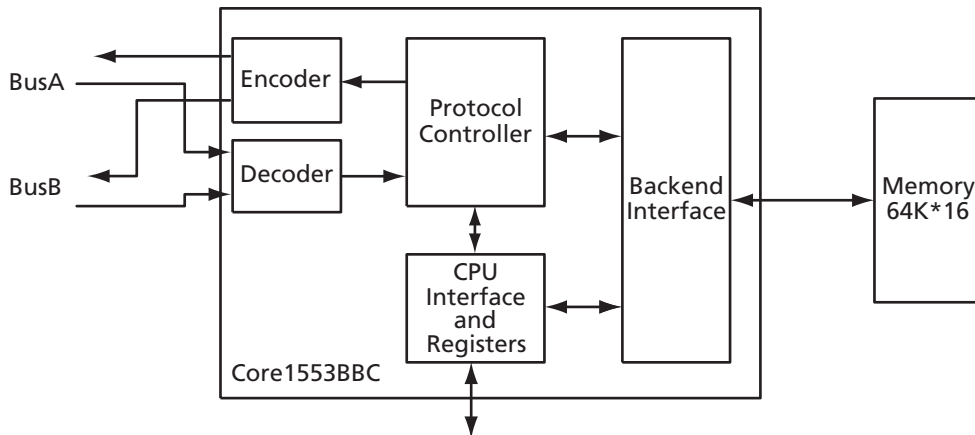 BusA
BusB
Encoder
Decoder
Protocol
Controller
CPU
Interface
and
Registers
Backend
Interface
Memory
64K*16
Core1553BBC